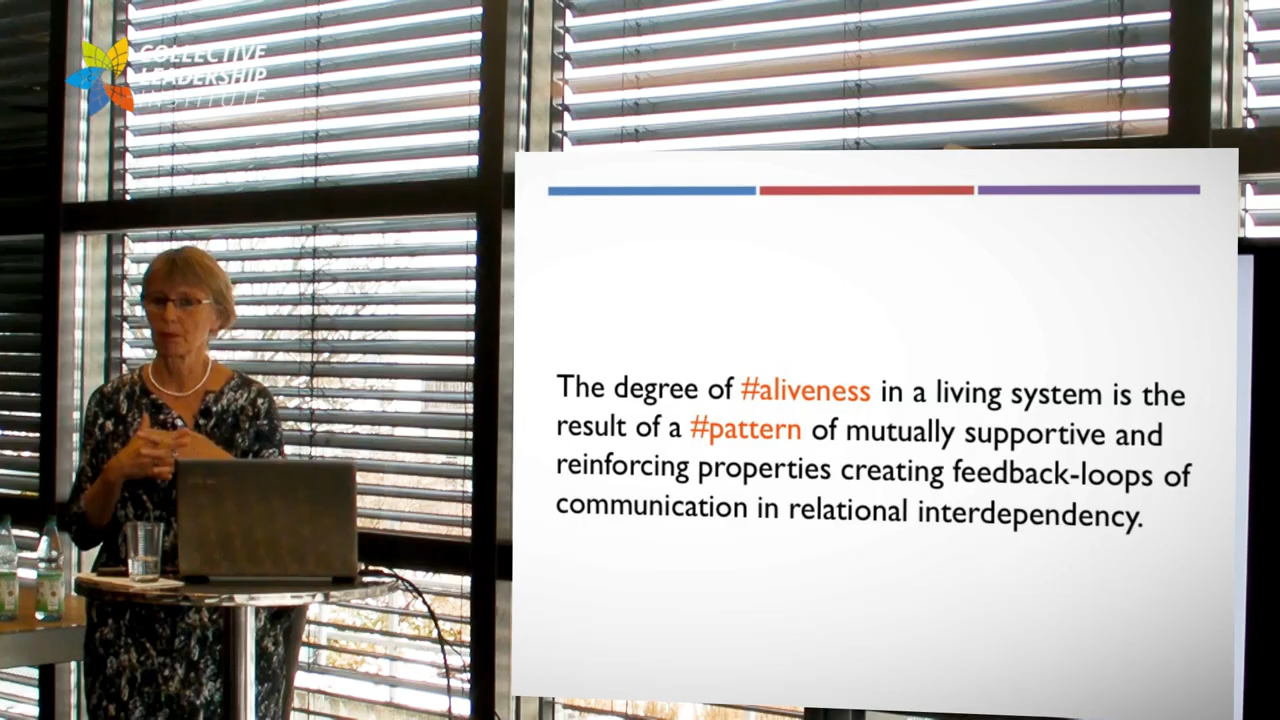 COLLECTIVE
LEADERSHIP
INSTITUTE
The degree of #aliveness in a living system is the
result of a #pattern of mutually supportive and
reinforcing properties creating feedback-loops of
communication in relational interdependency.